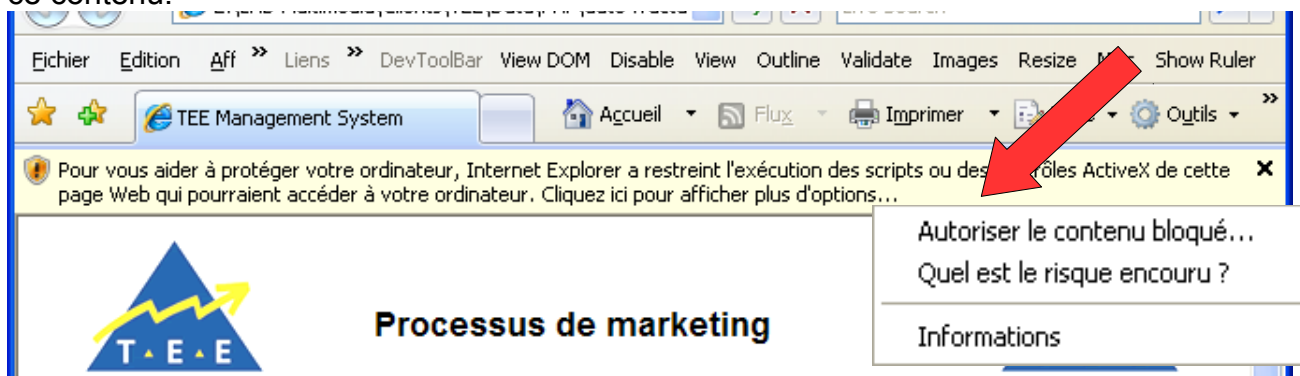 ce contenu.
Fichier Edition Aff » Liens » DevToolBar View DOM Disable View Outline Validate Images Resize Show Ruler
TEE Management System Accueil Flux Imprimer Outils »
Pour vous aider à protéger votre ordinateur, Internet Explorer a restreint l'exécution des scripts ou des ActiveX de cette
page Web qui pourraient accéder à votre ordinateur. Cliquez ici pour afficher plus d'options...
Autoriser le contenu bloqué...
Quel est le risque encouru ?
Informations
Processus de marketing
T E E